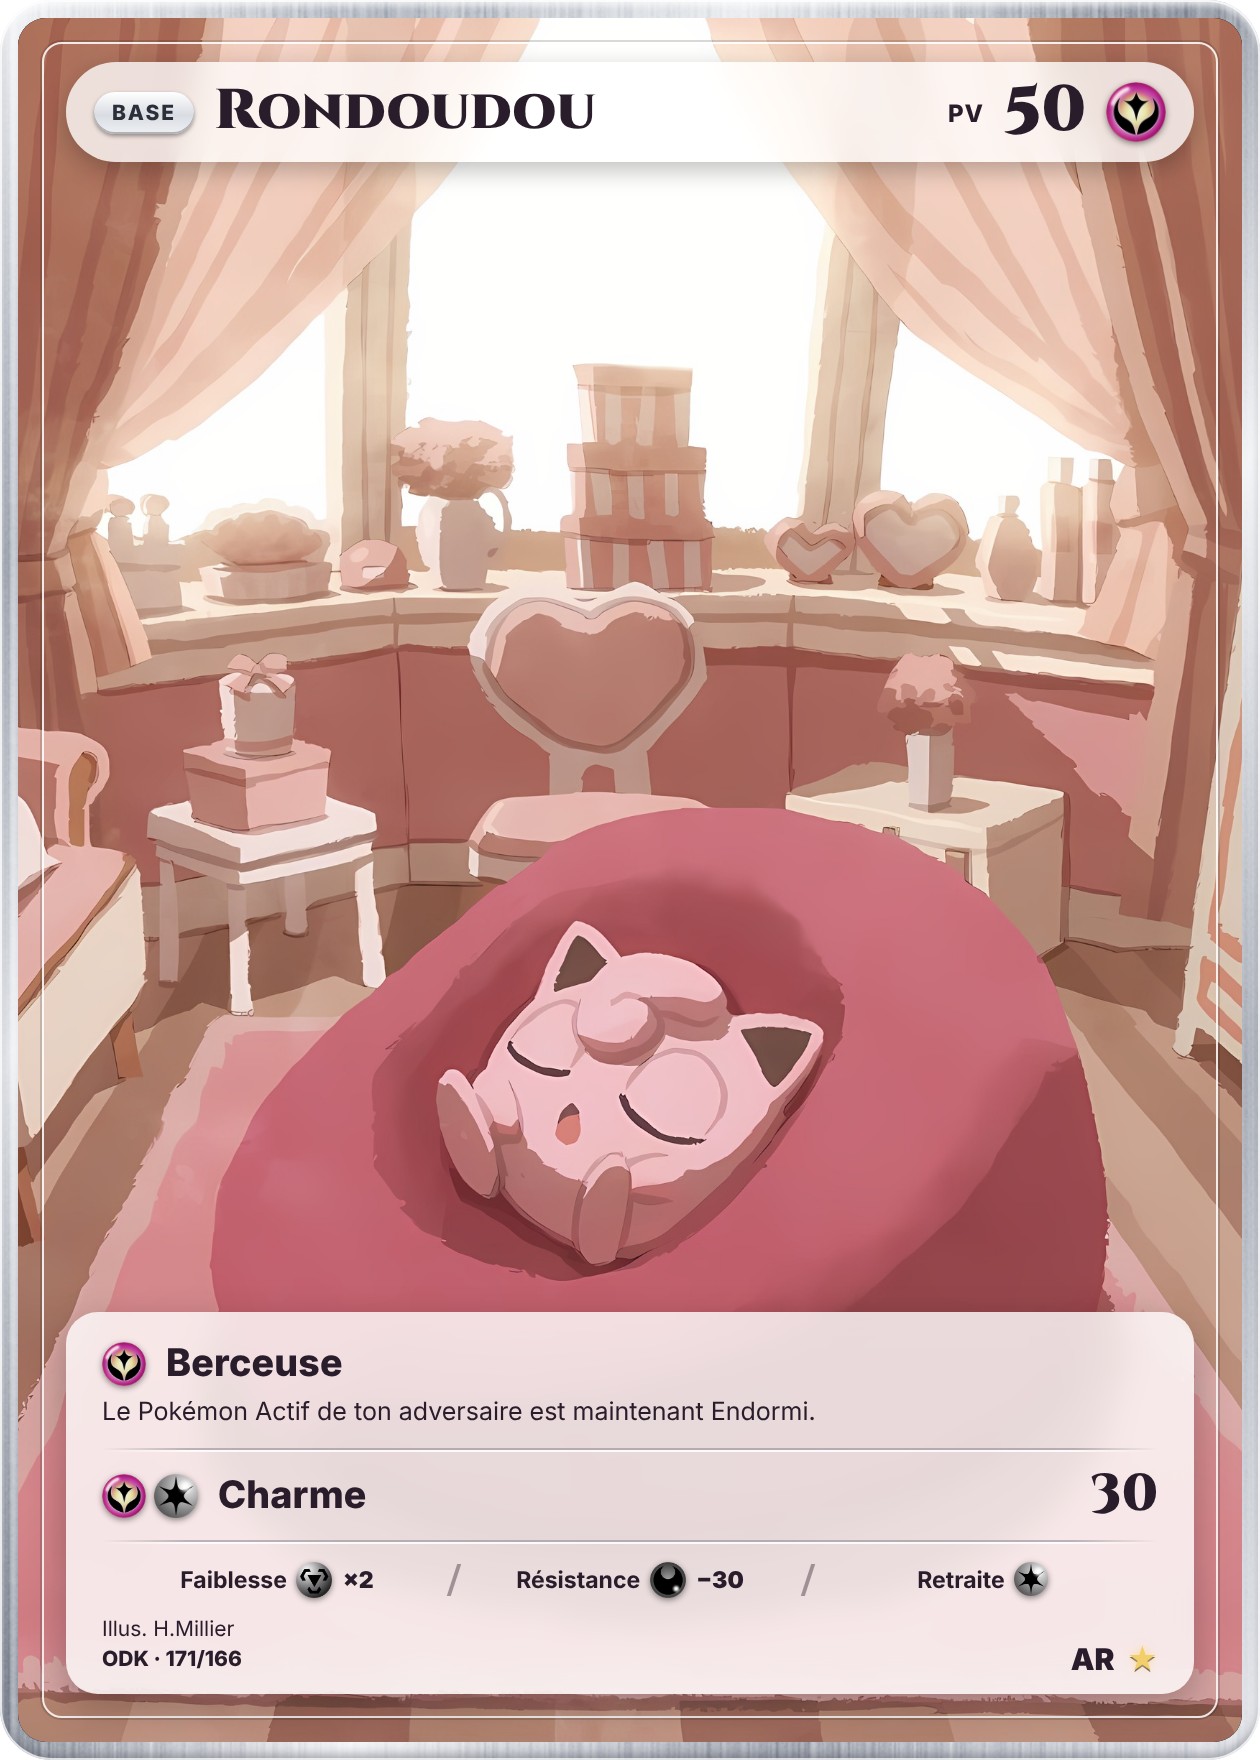 BASE RONDOUDOU PV 50
Berceuse
Le Pokémon Actif de ton adversaire est maintenant Endormi.
Charme 30
Faiblesse ×2 / Résistance −30 / Retraite
Illus. H.Millier
ODK · 171/166
AR